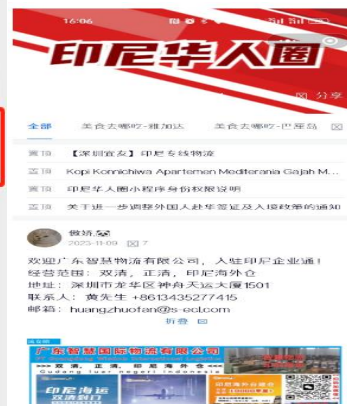 16:06
印尼华人圈
分享
全部 美食去哪吃-雅加达 美食去哪吃-巴厘岛
置顶 【深圳宜友】印尼专线物流
置顶 Kopi Konnichiwa Apartemen Mediterania Gajah M...
置顶 印尼华人圈小程序身份权限说明
置顶 关于进一步调整外国人赴华签证及入境政策的通知
傲娇
2023-11-09 7
欢迎广东智慧物流有限公司，入驻印尼企业通！
经营范围：双清，正清，印尼海外仓
地址：深圳市龙华区神舟天运大厦1501
联系人：黄先生 +8613435277415
邮箱：huangzhuofan@s-ecl.com
折叠
广东智慧国际物流有限公司
双清、正清，印尼海外仓
印尼海运
双清到门